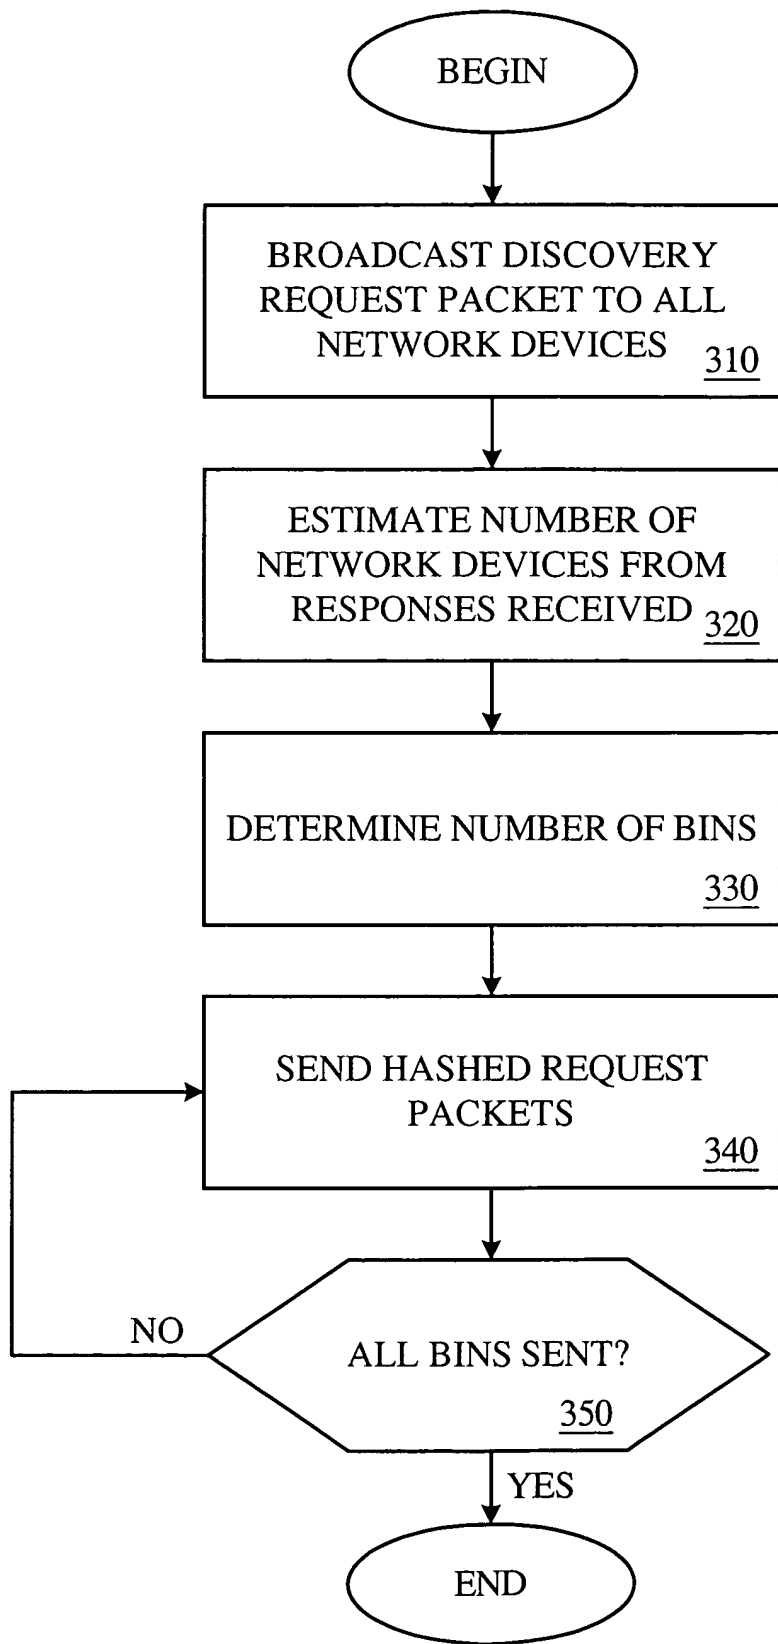 BEGIN
BROADCAST DISCOVERY
REQUEST PACKET TO ALL
NETWORK DEVICES
310
ESTIMATE NUMBER OF
NETWORK DEVICES FROM
RESPONSES RECEIVED
320
DETERMINE NUMBER OF BINS
330
SEND HASHED REQUEST
PACKETS
340
NO
ALL BINS SENT?
350
YES
END